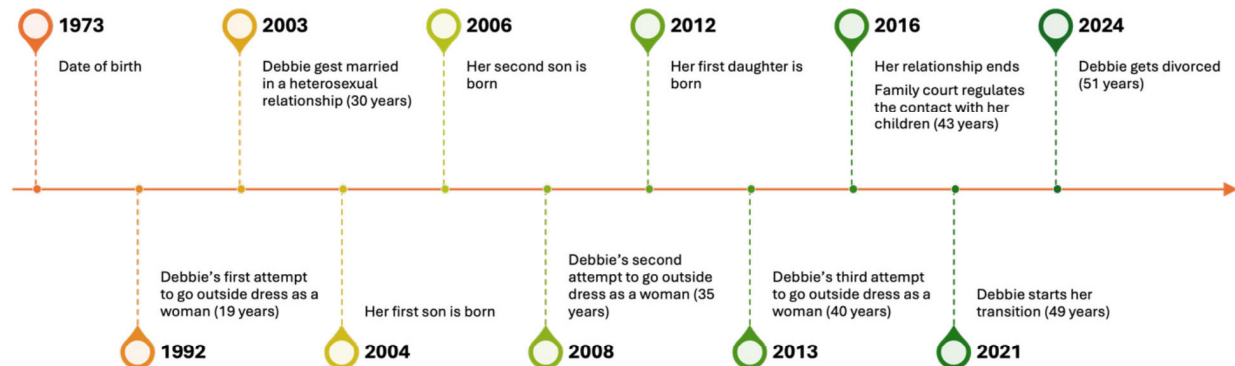 1973
Date of birth
2003
Debbie gest married
in a heterosexual
relationship (30 years)
2006
Her second son is
born
2012
Her first daughter is
born
2016
Her relationship ends
Family court regulates
the contact with her
children (43 years)
2024
Debbie gets divorced
(51 years)
Debbie's first attempt
to go outside dress as a
woman (19 years)
1992
Her first son is born
2004
Debbie's second
attempt to go outside
dress as a woman (35
years)
2008
Debbie's third attempt
to go outside dress as a
woman (40 years)
2013
Debbie starts her
transition (49 years)
2021